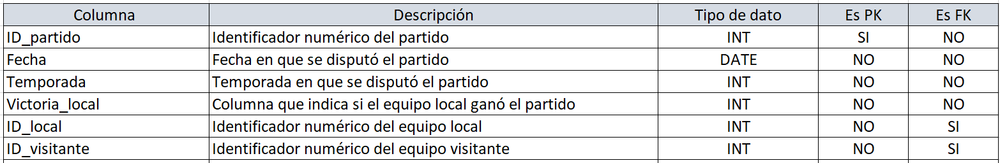 Columna Descripción Tipo de dato Es PK Es FK
ID_partido Identificador numérico del partido INT SI NO
Fecha Fecha en que se disputó el partido DATE NO NO
Temporada Temporada en que se disputó el partido INT NO NO
Victoria_local Columna que indica si el equipo local ganó el partido INT NO NO
ID_local Identificador numérico del equipo local INT NO SI
ID_visitante Identificador numérico del equipo visitante INT NO SI